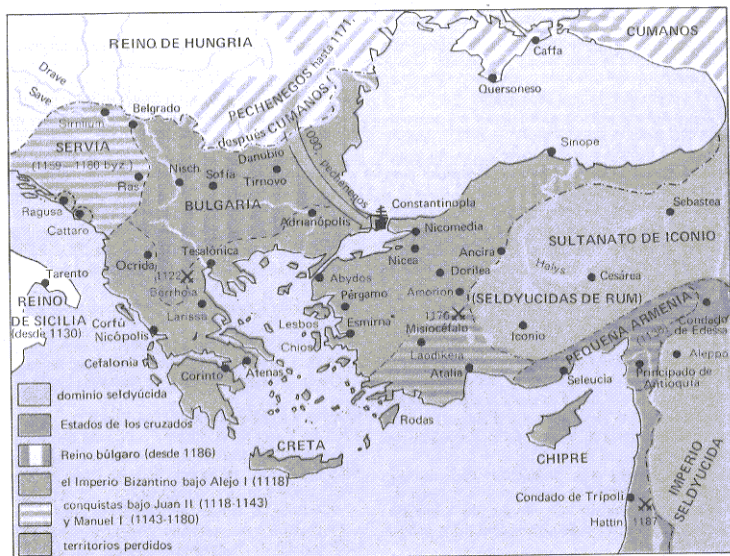 REINO DE HUNGRIA
PECHENEGOS hasta 1171.
después CUMANOS
CUMANOS
Caffa
Quersoneso
Drave
Save
Sirmium
Belgrado
SERVIA
(1159-1180 byz.)
Ras
Nisch
Sofía
Danubio
Tirnovo
BULGARIA
1090, pechenegos
Sinope
Constantinopla
Adrianópolis
Ragusa
Cattaro
Nicomedia
Nicea
Ancira
Sebastea
SULTANATO DE ICONIO
Halys
Cesárea
(SELDYUCIDAS DE RUM)
Tarento
REINO
DE SICILIA
(desde 1130)
Ocrida
Tesalónica
1122
Berrheia
Larissa
Abydos
Dorilea
Pérgamo
Amorión
1176
Misiocéfalo
Esmirna
Lesbos
Chios
Laodikeia
Iconio
PEQUEÑA ARMENIA
Condado
de Edessa
Aleppo
Corfú
Nicópolis
Cefalonia
Corinto
Atenas
Atalia
Seleucia
Principado de
Antioquía
Rodas
CRETA
CHIPRE
Condado de Trípoli
Hattin 1187
IMPERIO
SELDYUCIDA
dominio seldyúcida
Estados de los cruzados
Reino búlgaro (desde 1186)
el Imperio Bizantino bajo Alejo I (1118)
conquistas bajo Juan II (1118-1143)
y Manuel I (1143-1180)
territorios perdidos